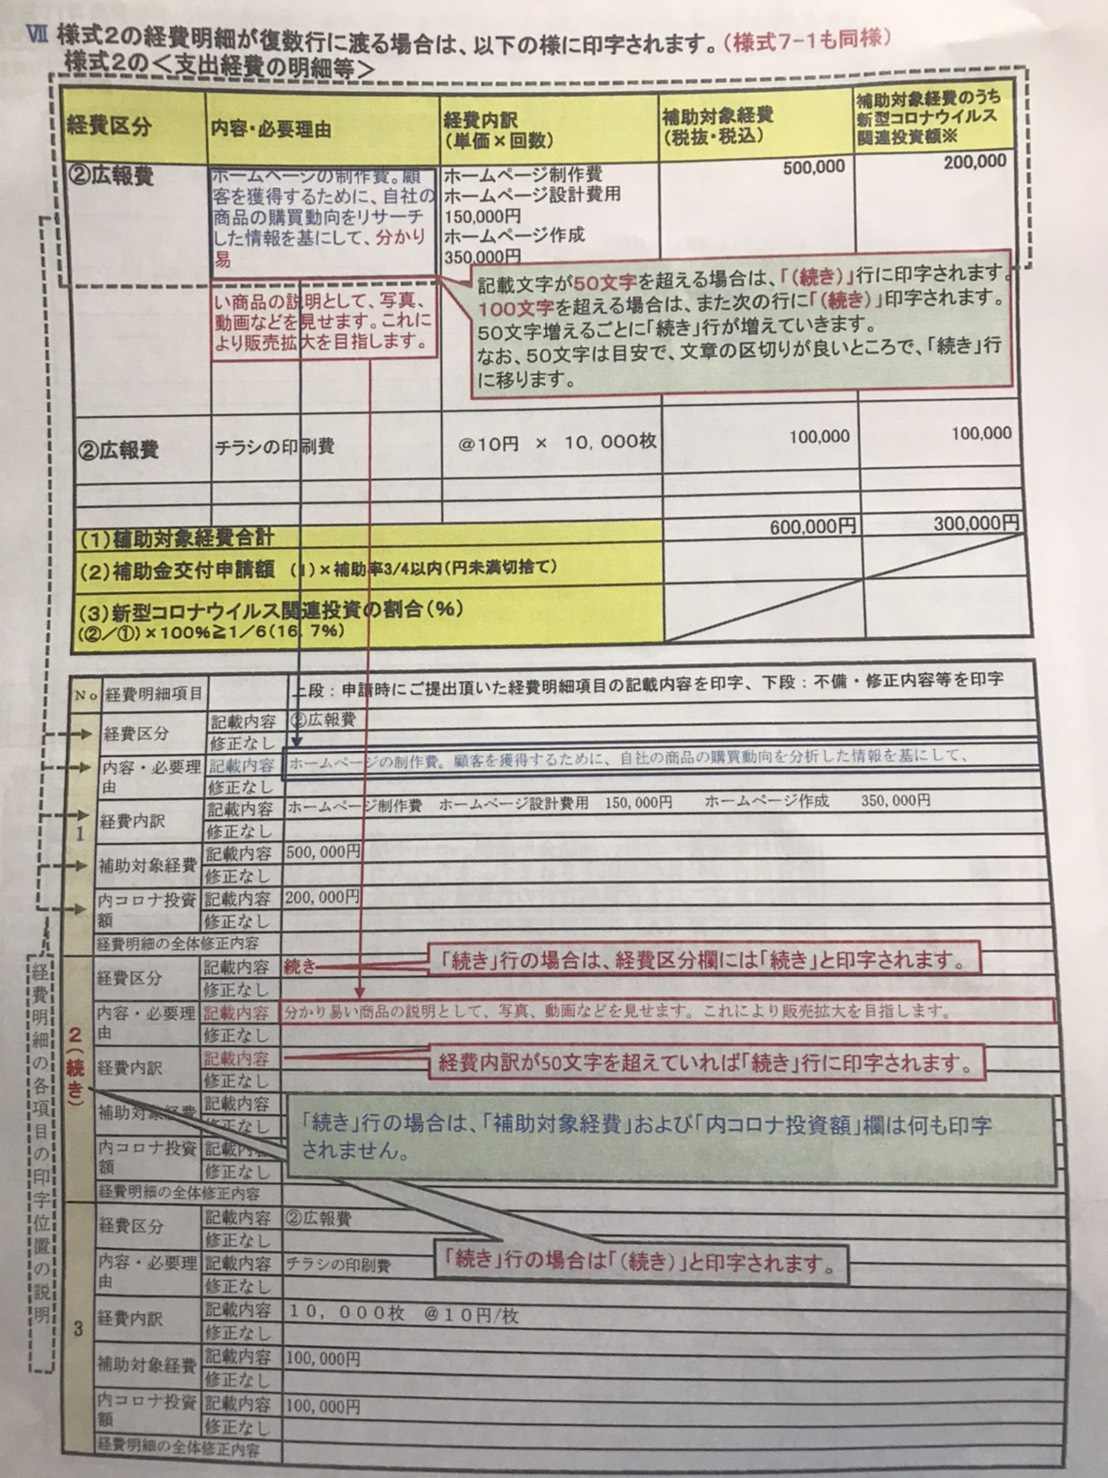 Ⅶ 様式2の経費明細が復数行に渡る場合は、以下の様に印字されます。(様式7-1も同様)
様式2の＜支出経費の明細等＞
経費区分
内容・必要理由
経費内訳
(単価×回数)
補助対象経費
(税抜・税込)
補助対象経費のうち
新型コロナウイルス
関連投資額※
②広報費
ホームページの制作費。顧
客を獲得するために、自社の
商品の購買動向をリサーチ
した情報を基にして、分かり
易
い商品の説明として、写真、
動画などを見せます。これに
より販売拡大を目指します。
ホームページ制作費
ホームページ設計費用
150,000円
ホームページ作成
350,000円
500,000
200,000
記載文字が50文字を超える場合は、「(続き)」行に印字されます。
100文字を超える場合は、また次の行に「(続き)」印字されます。
50文字増えるごとに「続き」行が増えていきます。
なお、50文字は目安で、文章の区切りが良いところで、「続き」行
に移ります。
②広報費
チラシの印刷費
@10円 × 10,000枚
100,000
100,000
(1)補助対象経費合計
600,000円
300,000円
(2)補助金交付申請額 (1)×補助率3/4以内(円未満切捨て)
(3)新型コロナウイルス関連投資の割合(%)
(②/①)×100%≧1/6(16.7%)
No
経費明細項目
上段：申請時にご提出頂いた経費明細項目の記載内容を印字、下段：不備・修正内容等を印字
1
経費区分
記載内容 ②広報費
修正なし
内容・必要理
由
記載内容 ホームページの制作費。顧客を獲得するために、自社の商品の購買動向を分析した情報を基にして、
修正なし
経費内訳
記載内容 ホームページ制作費 ホームページ設計費用 150,000円 ホームページ作成 350,000円
修正なし
補助対象経費
記載内容 500,000円
修正なし
内コロナ投資
額
記載内容 200,000円
修正なし
経費明細の全体修正内容
経費明細の各項目の印字位置の説明
2(続き)
経費区分
記載内容 続き
「続き」行の場合は、経費区分欄には「続き」と印字されます。
修正なし
内容・必要理
由
記載内容 分かり易い商品の説明として、写真、動画などを見せます。これにより販売拡大を目指します。
修正なし
経費内訳
記載内容
経費内訳が50文字を超えていれば「続き」行に印字されます。
修正なし
補助対象経費
記載内容
修正なし
「続き」行の場合は、「補助対象経費」および「内コロナ投資額」欄は何も印字
されません。
内コロナ投資
額
記載内容
修正なし
経費明細の全体修正内容
3
経費区分
記載内容 ②広報費
修正なし
「続き」行の場合は「(続き)」と印字されます。
内容・必要理
由
記載内容 チラシの印刷費
修正なし
経費内訳
記載内容 10,000枚 @10円/枚
修正なし
補助対象経費
記載内容 100,000円
修正なし
内コロナ投資
額
記載内容 100,000円
修正なし
経費明細の全体修正内容